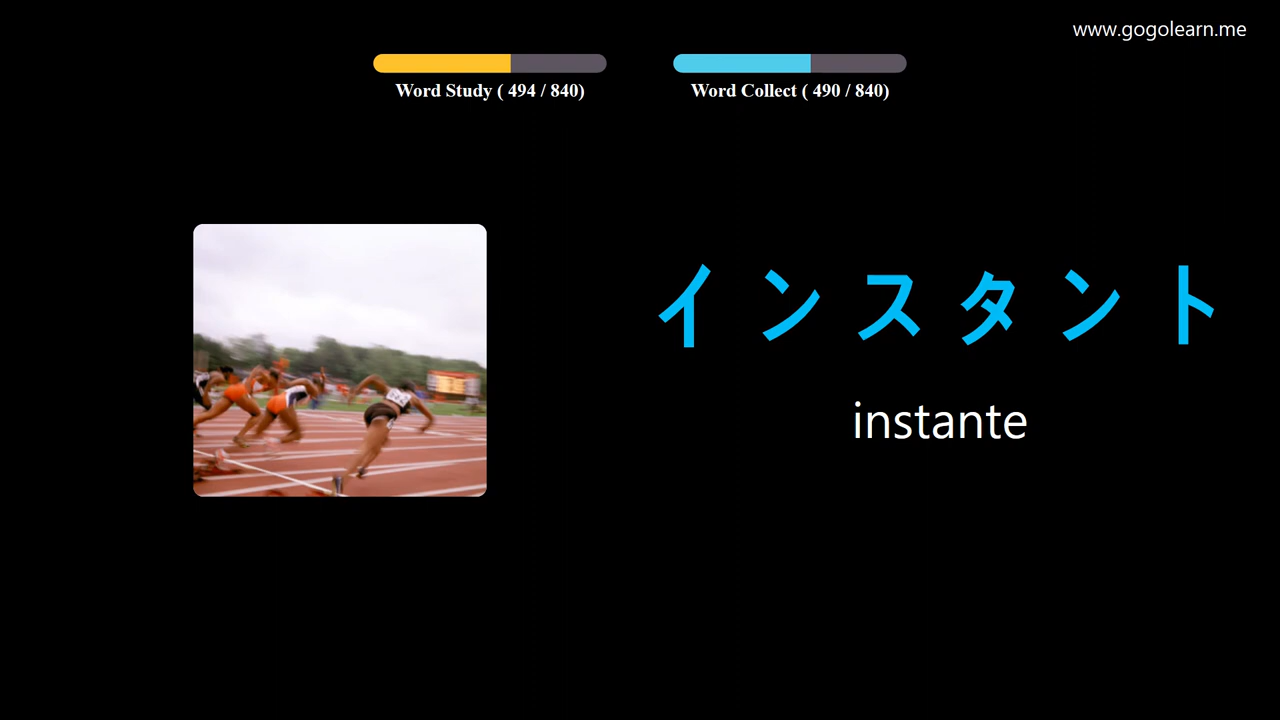 www.gogolearn.me
Word Study ( 494 / 840)
Word Collect ( 490 / 840)
インスタント
instante